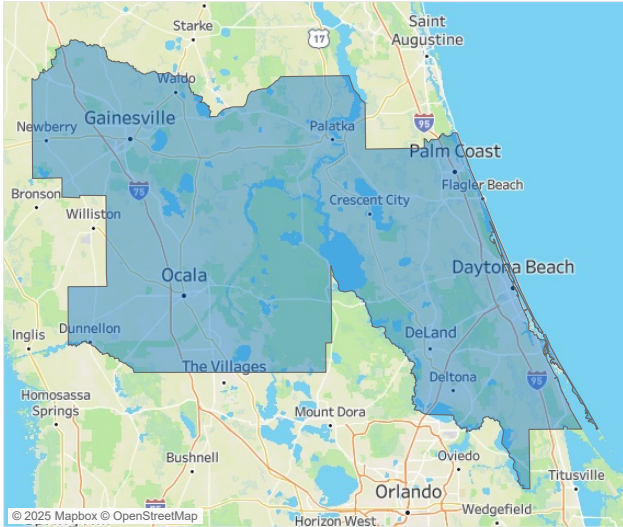 Starke
Saint
Augustine
17
Waldo
Newberry
Gainesville
Palatka
95
Palm Coast
Flagler Beach
75
Crescent City
Bronson
Williston
Ocala
Daytona Beach
Inglis
Dunnellon
DeLand
The Villages
Deltona
95
Homosassa
Springs
Mount Dora
Bushnell
Oviedo
Titusville
Orlando
© 2025 Mapbox © OpenStreetMap
Horizon West
Wedgefield